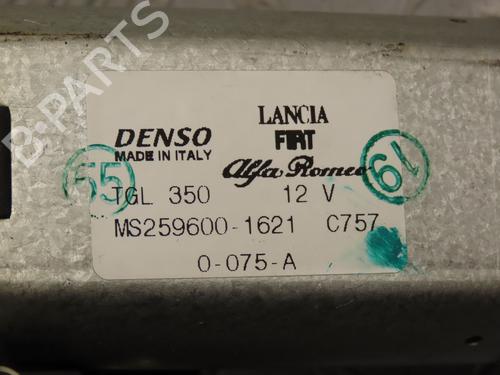 DENSO
MADE IN ITALY
LANCIA
FIAT
Alfa Romeo
55
61
TGL 350 12 V
MS259600-1621 C757
0-075-A
B-PARTS